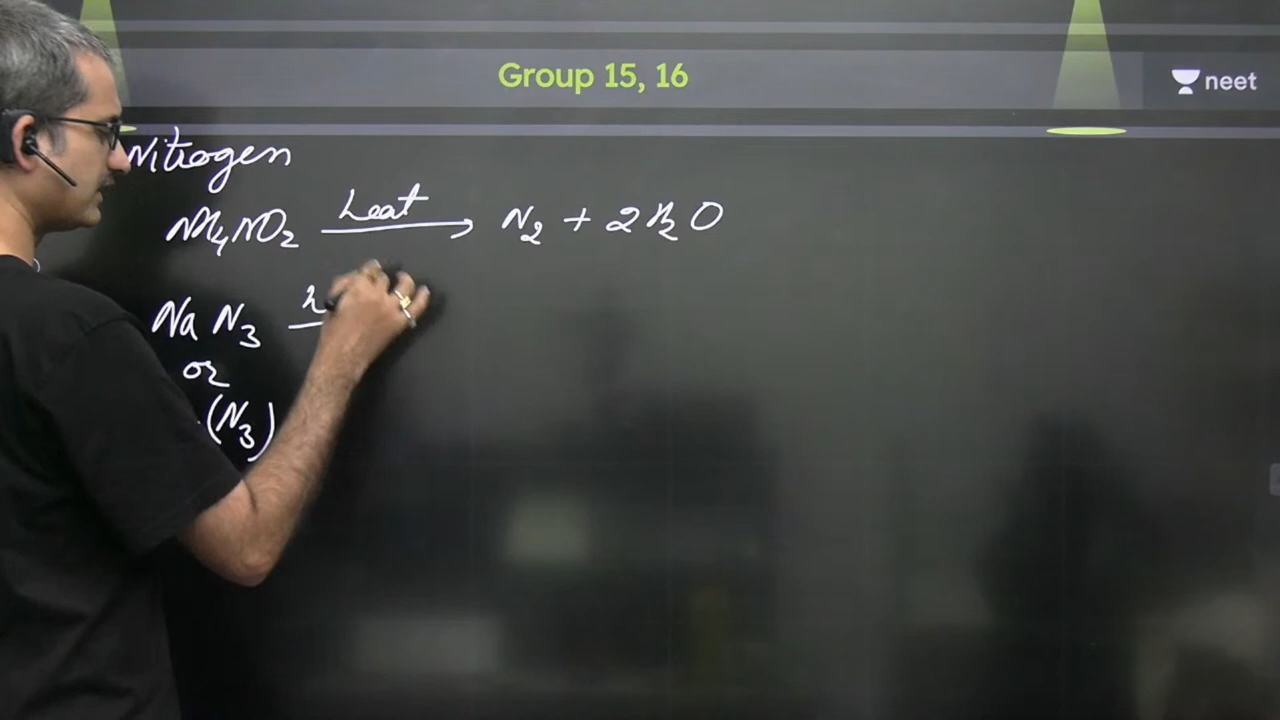 Group 15, 16
neet
Nitrogen
NH4NO2 heat → N2 + 2H2O
Na N3
or
(N3)